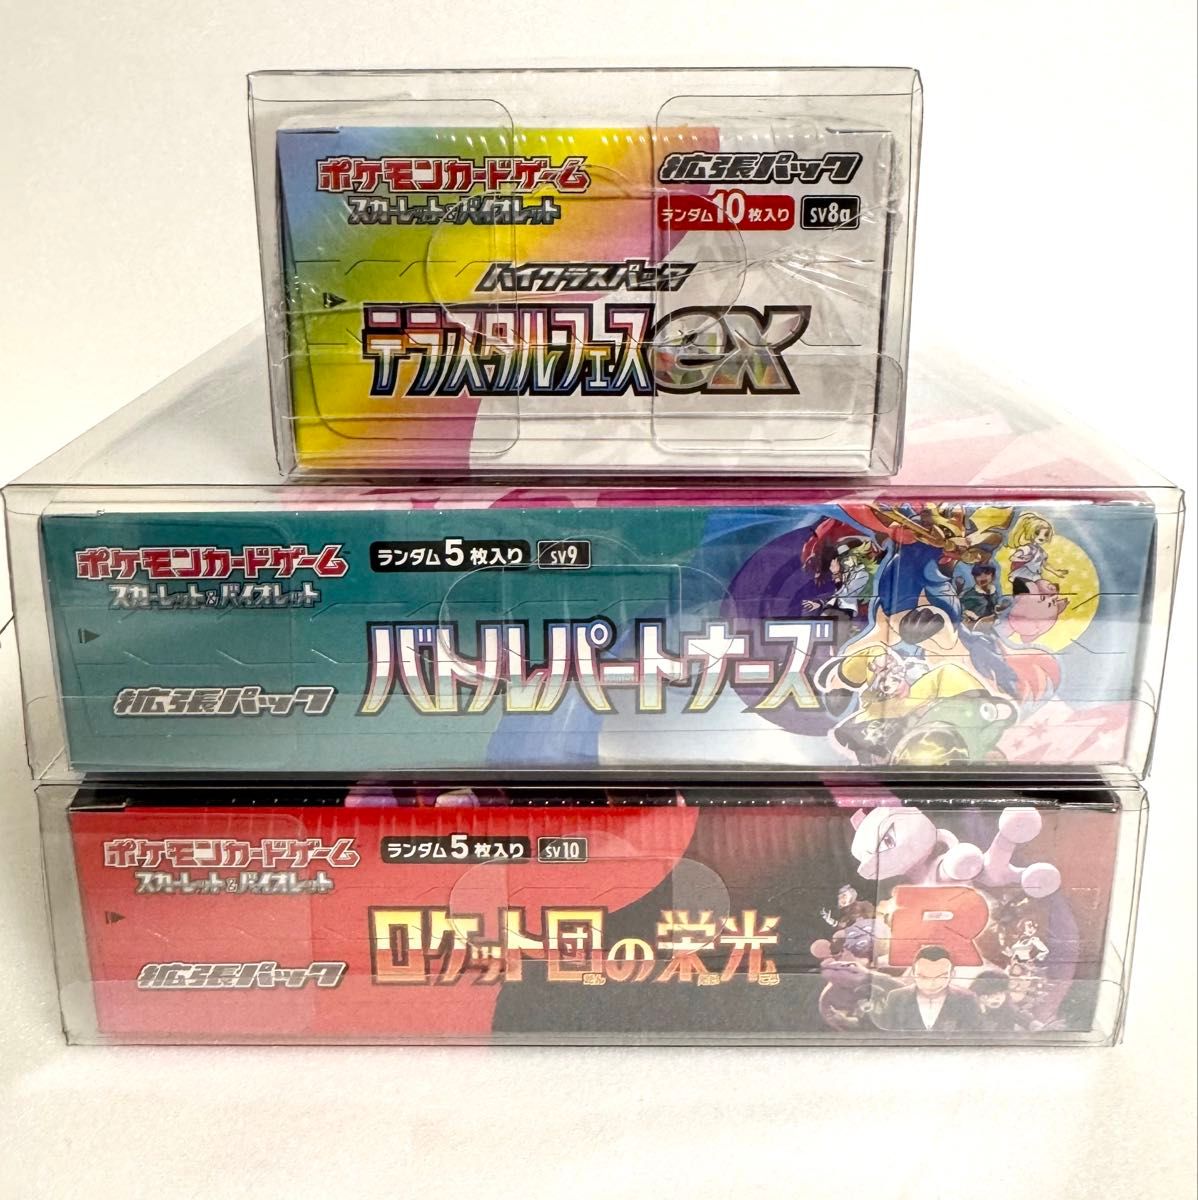 ポケモンカードゲーム
スカーレット&バイオレット
拡張パック
ランダム10枚入り sv8a
ハイクラスパック
テラスタルフェスex
ポケモンカードゲーム
スカーレット&バイオレット
ランダム5枚入り sv9
バトルパートナーズ
拡張パック
ポケモンカードゲーム
スカーレット&バイオレット
ランダム5枚入り sv10
ロケット団の栄光
だん えいこう
拡張パック
R